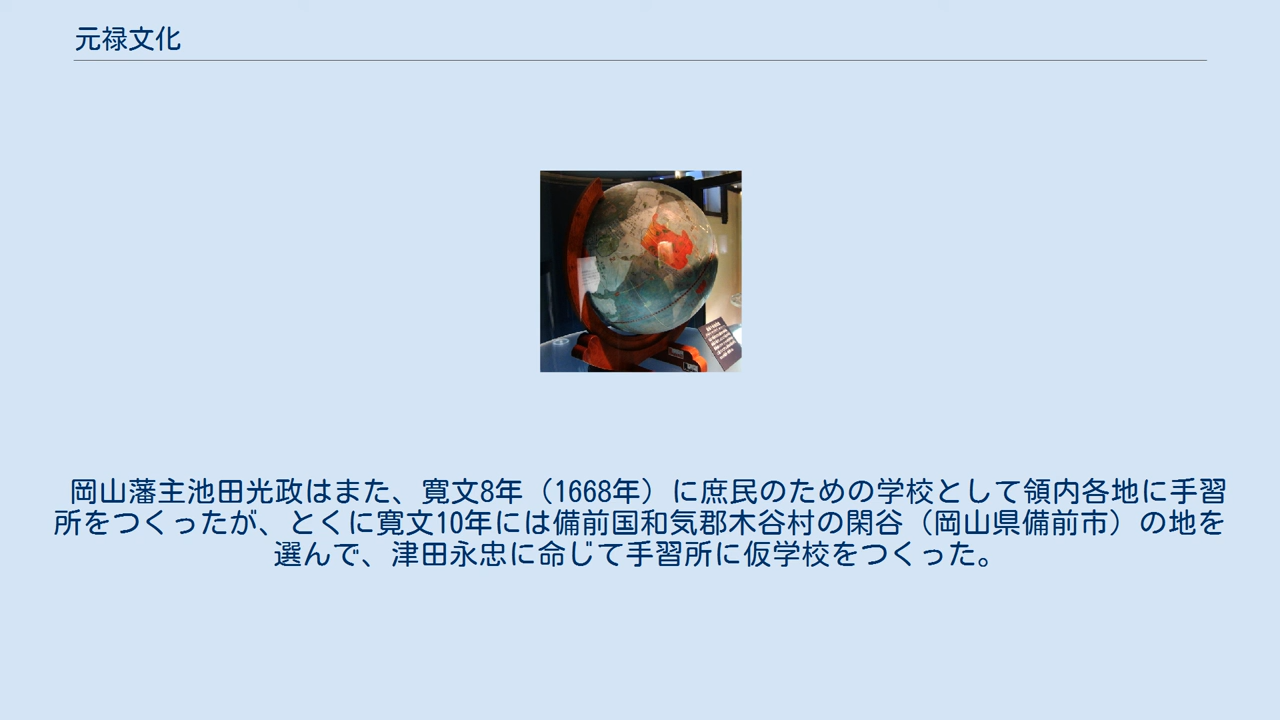 元禄文化
岡山藩主池田光政はまた、寛文8年（1668年）に庶民のための学校として領内各地に手習
所をつくったが、とくに寛文10年には備前国和気郡木谷村の閑谷（岡山県備前市）の地を
選んで、津田永忠に命じて手習所に仮学校をつくった。